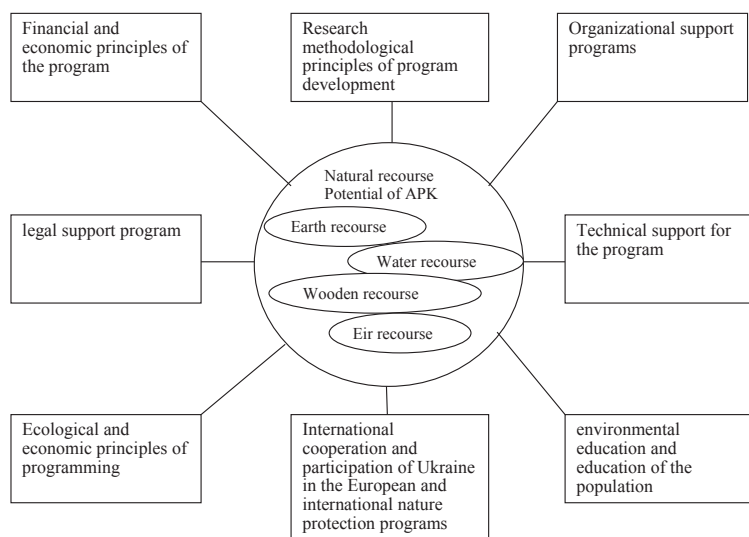 Financial and
economic principles of
the program
Research
methodological
principles of program
development
Organizational support
programs
Natural recourse
Potential of APK
Earth recourse
legal support program
Water recourse
Technical support for
the program
Wooden recourse
Eir recourse
Ecological and
economic principles of
programming
International
cooperation and
participation of Ukraine
in the European and
international nature
protection programs
environmental
education and
education of the
population